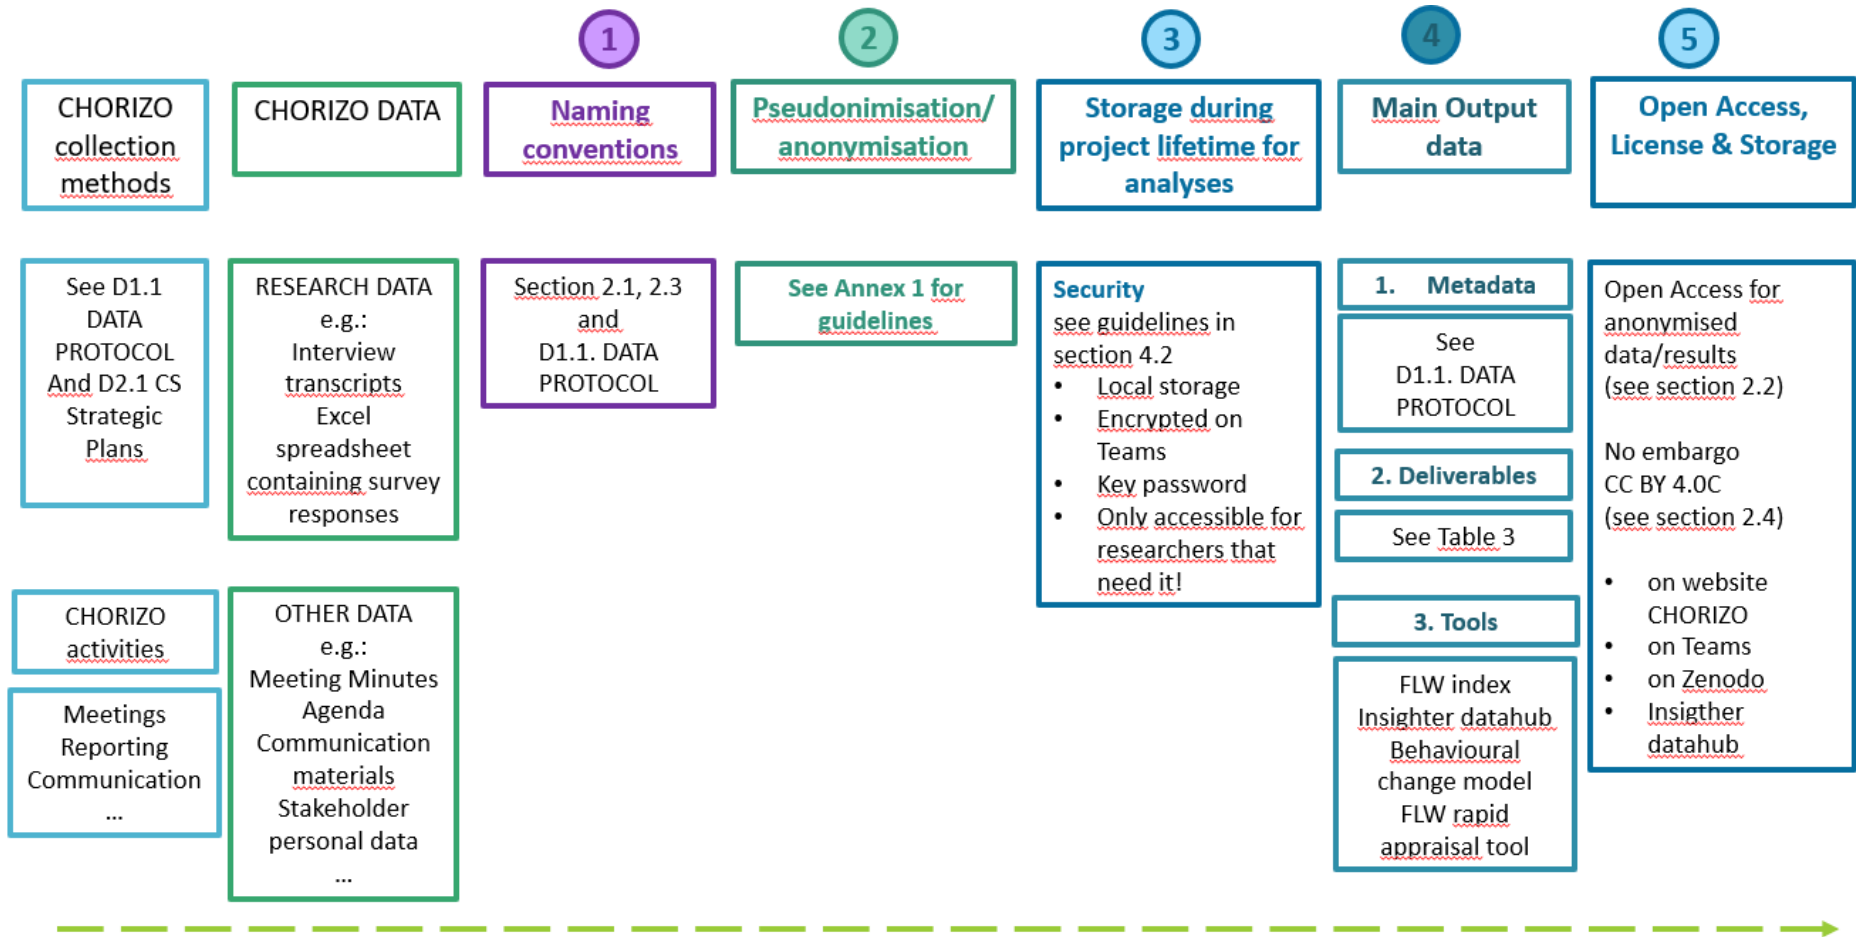 1
2
3
4
5
CHORIZO
collection
methods
CHORIZO DATA
Naming
conventions
Pseudonimisation/
anonymisation
Storage during
project lifetime for
analyses
Main Output
data
Open Access,
License & Storage
See D1.1
DATA
PROTOCOL
And D2.1 CS
Strategic
Plans
RESEARCH DATA
e.g.:
Interview
transcripts
Excel
spreadsheet
containing survey
responses
Section 2.1, 2.3
and
D1.1. DATA
PROTOCOL
See Annex 1 for
guidelines
Security
see guidelines in
section 4.2
• Local storage
• Encrypted on
Teams
• Key password
• Only accessible for
researchers that
need it!
1. Metadata
See
D1.1. DATA
PROTOCOL
2. Deliverables
See Table 3
3. Tools
FLW index
Insighter datahub
Behavioural
change model
FLW rapid
appraisal tool
Open Access for
anonymised
data/results
(see section 2.2)
No embargo
CC BY 4.0C
(see section 2.4)
• on website
CHORIZO
• on Teams
• on Zenodo
• Insigther
datahub
CHORIZO
activities
Meetings
Reporting
Communication
...
OTHER DATA
e.g.:
Meeting Minutes
Agenda
Communication
materials
Stakeholder
personal data
...